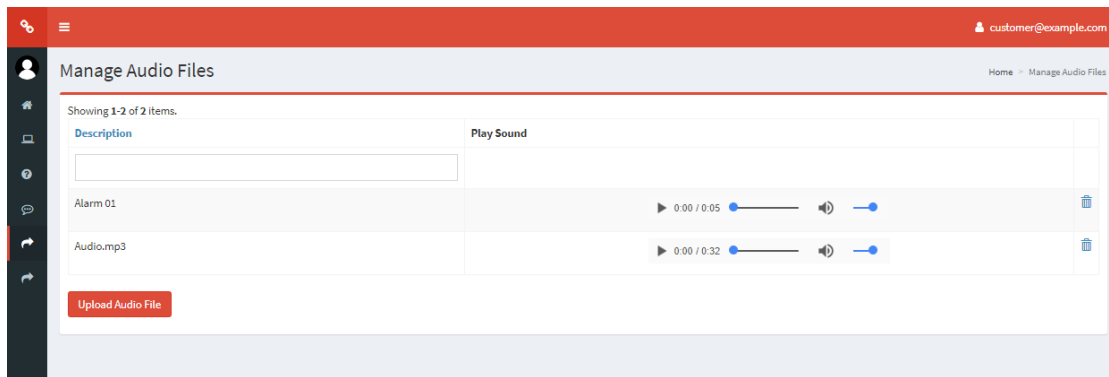 customer@example.com
Manage Audio Files
Home > Manage Audio Files
Showing 1-2 of 2 items.
Description Play Sound
Alarm 01 0:00 / 0:05
Audio.mp3 0:00 / 0:32
Upload Audio File